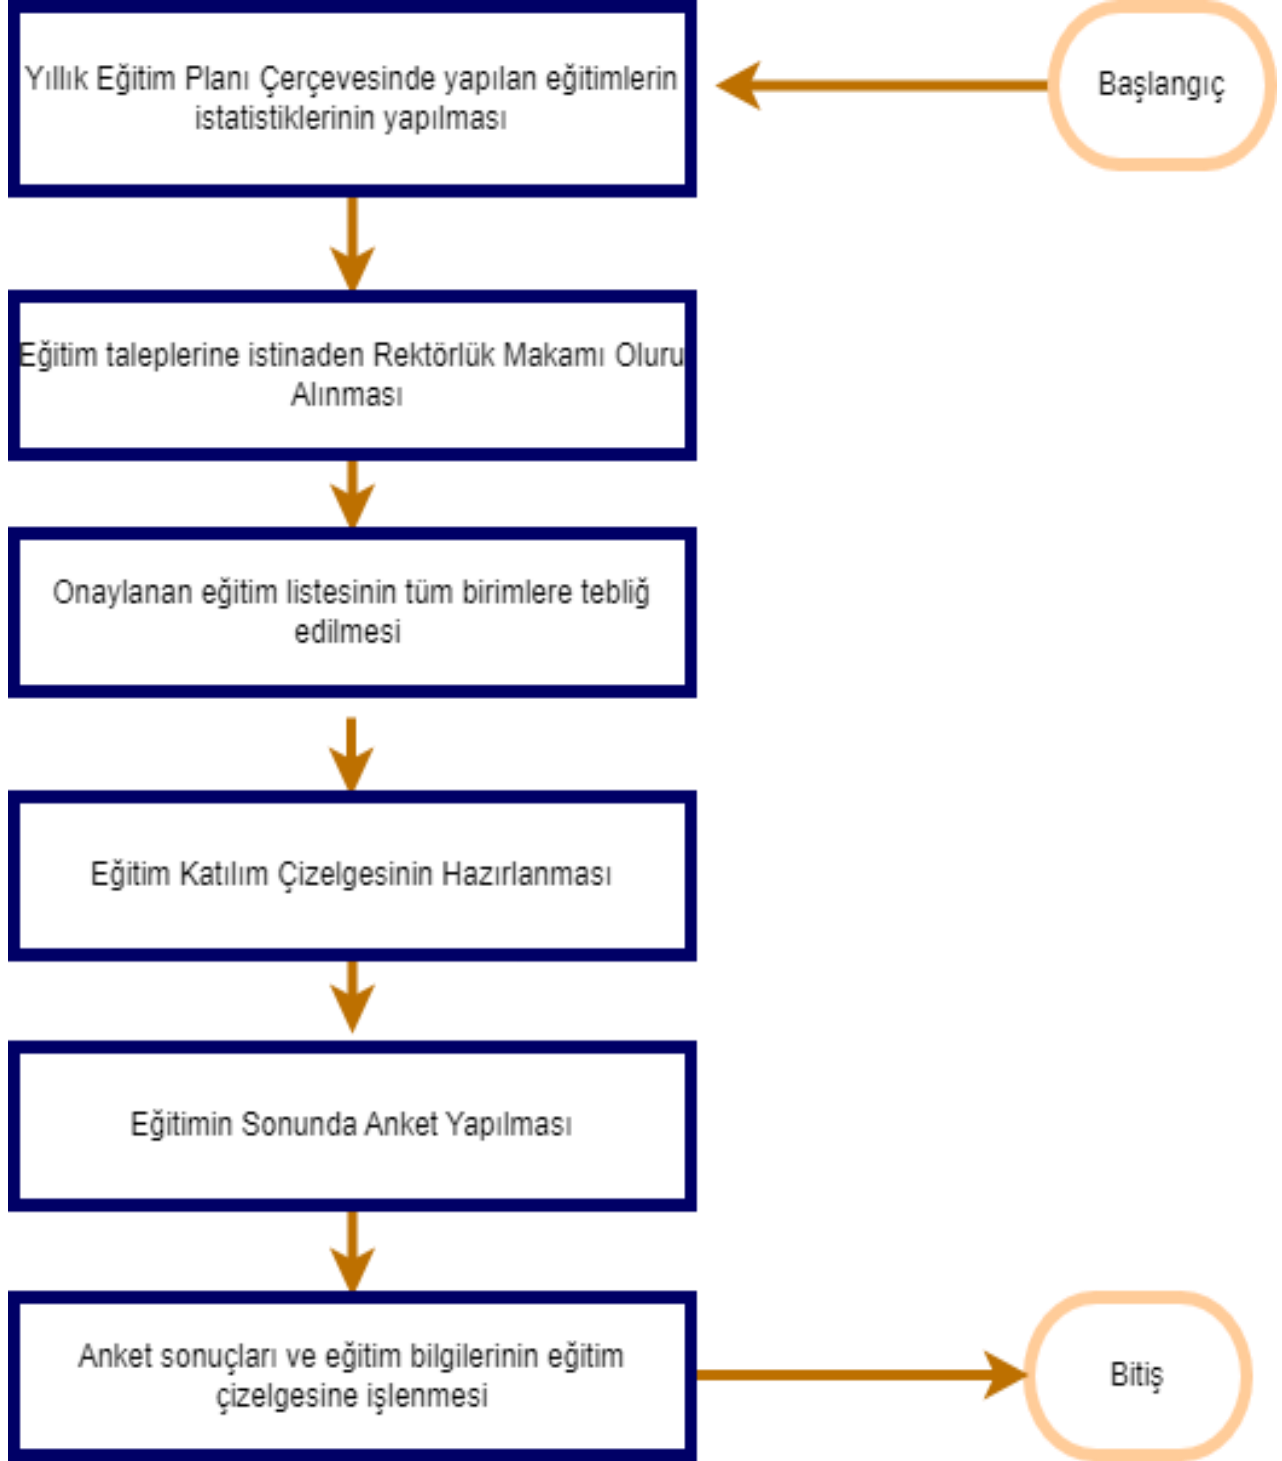 Başlangıç
Yıllık Eğitim Planı Çerçevesinde yapılan eğitimlerin
istatistiklerinin yapılması
Eğitim taleplerine istinaden Rektörlük Makamı Oluru
Alınması
Onaylanan eğitim listesinin tüm birimlere tebliğ
edilmesi
Eğitim Katılım Çizelgesinin Hazırlanması
Eğitimin Sonunda Anket Yapılması
Anket sonuçları ve eğitim bilgilerinin eğitim
çizelgesine işlenmesi
Bitiş